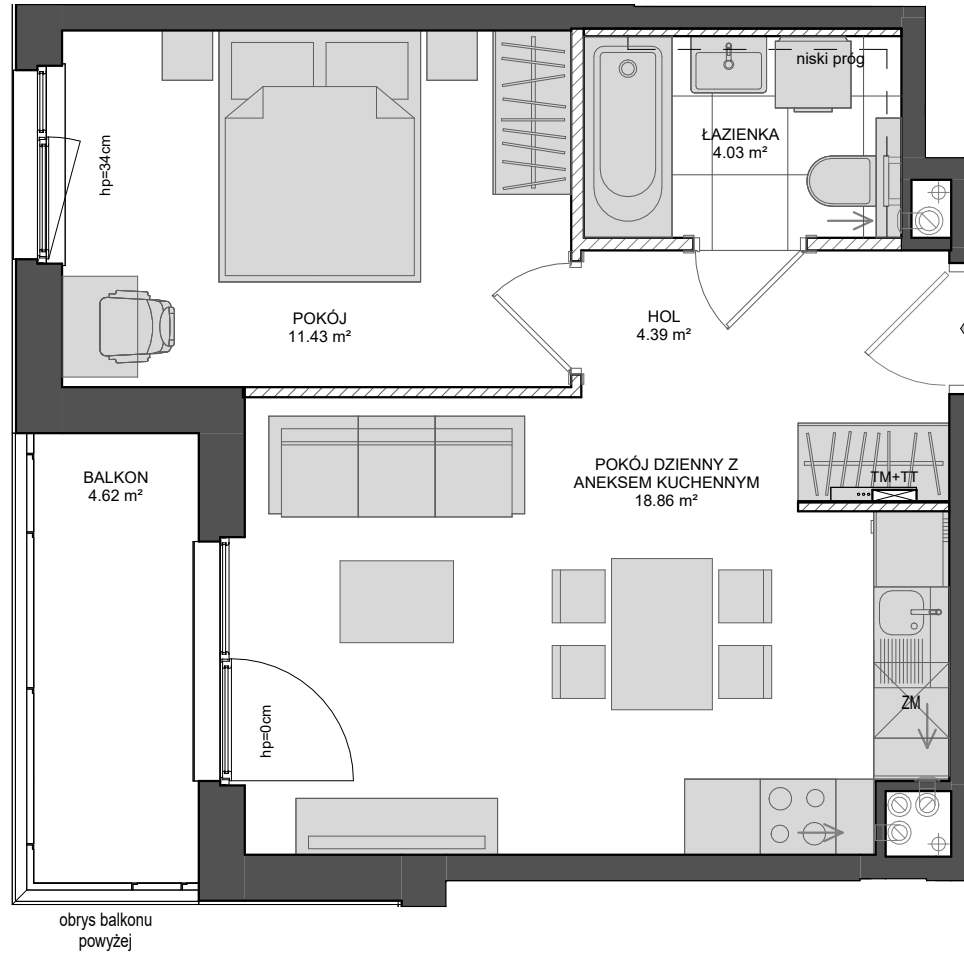 niski próg
ŁAZIENKA
4.03 m²
hp=34cm
POKÓJ
11.43 m²
HOL
4.39 m²
BALKON
4.62 m²
POKÓJ DZIENNY Z
ANEKSEM KUCHENNYM
18.86 m²
TM+TT
ZM
hp=0cm
obrys balkonu
powyżej